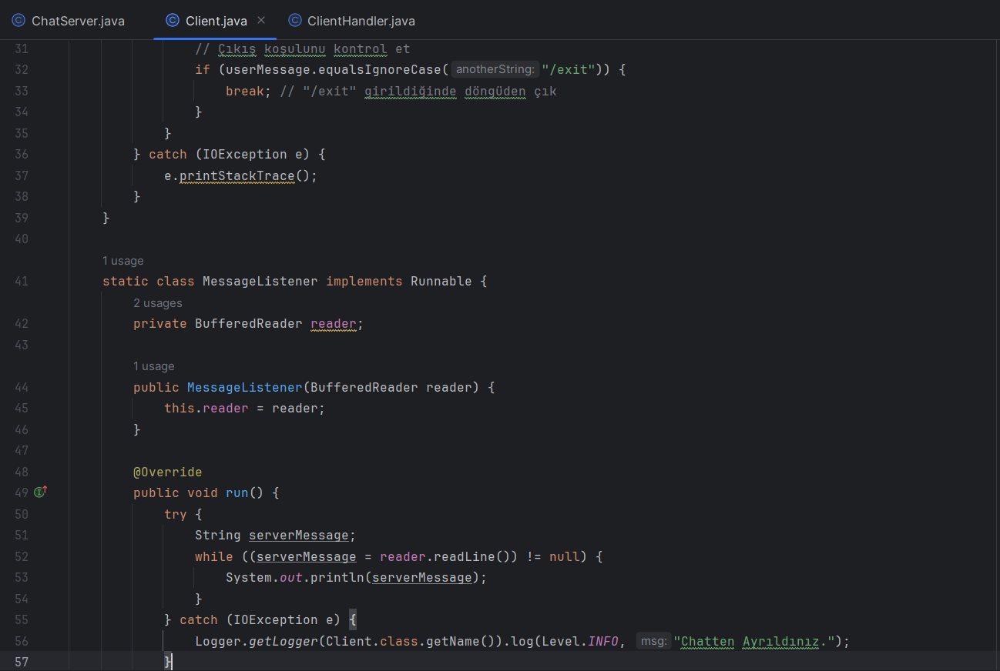 ChatServer.java Client.java ClientHandler.java
31 // Çıkış koşulunu kontrol et
32 if (userMessage.equalsIgnoreCase( anotherString: "/exit")) {
33 break; // "/exit" girildiğinde döngüden çık
34 }
35 }
36 } catch (IOException e) {
37 e.printStackTrace();
38 }
39 }
40
1 usage
41 static class MessageListener implements Runnable {
2 usages
42 private BufferedReader reader;
43
1 usage
44 public MessageListener(BufferedReader reader) {
45 this.reader = reader;
46 }
47
48 @Override
49 public void run() {
50 try {
51 String serverMessage;
52 while ((serverMessage = reader.readLine()) != null) {
53 System.out.println(serverMessage);
54 }
55 } catch (IOException e) {
56 Logger.getLogger(Client.class.getName()).log(Level.INFO, msg: "Chatten Ayrıldınız.");
57 }